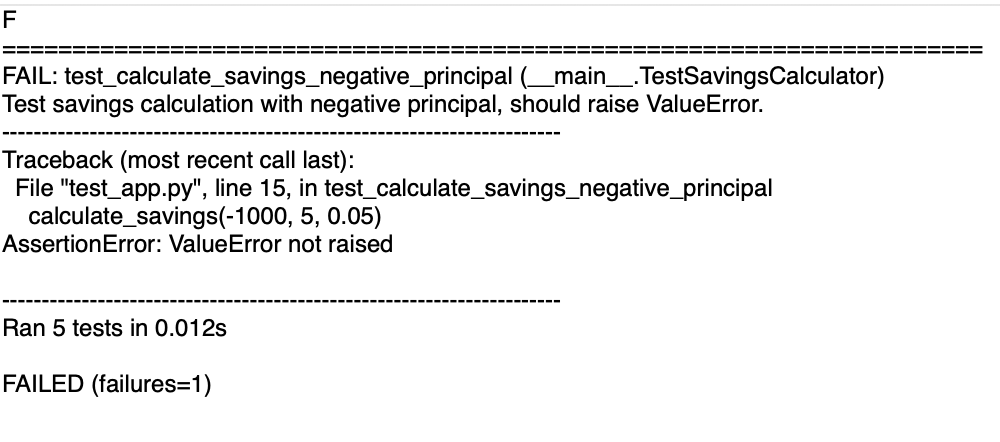 F
======================================================================
FAIL: test_calculate_savings_negative_principal (__main__.TestSavingsCalculator)
Test savings calculation with negative principal, should raise ValueError.
----------------------------------------------------------------------
Traceback (most recent call last):
  File "test_app.py", line 15, in test_calculate_savings_negative_principal
    calculate_savings(-1000, 5, 0.05)
AssertionError: ValueError not raised

----------------------------------------------------------------------
Ran 5 tests in 0.012s

FAILED (failures=1)